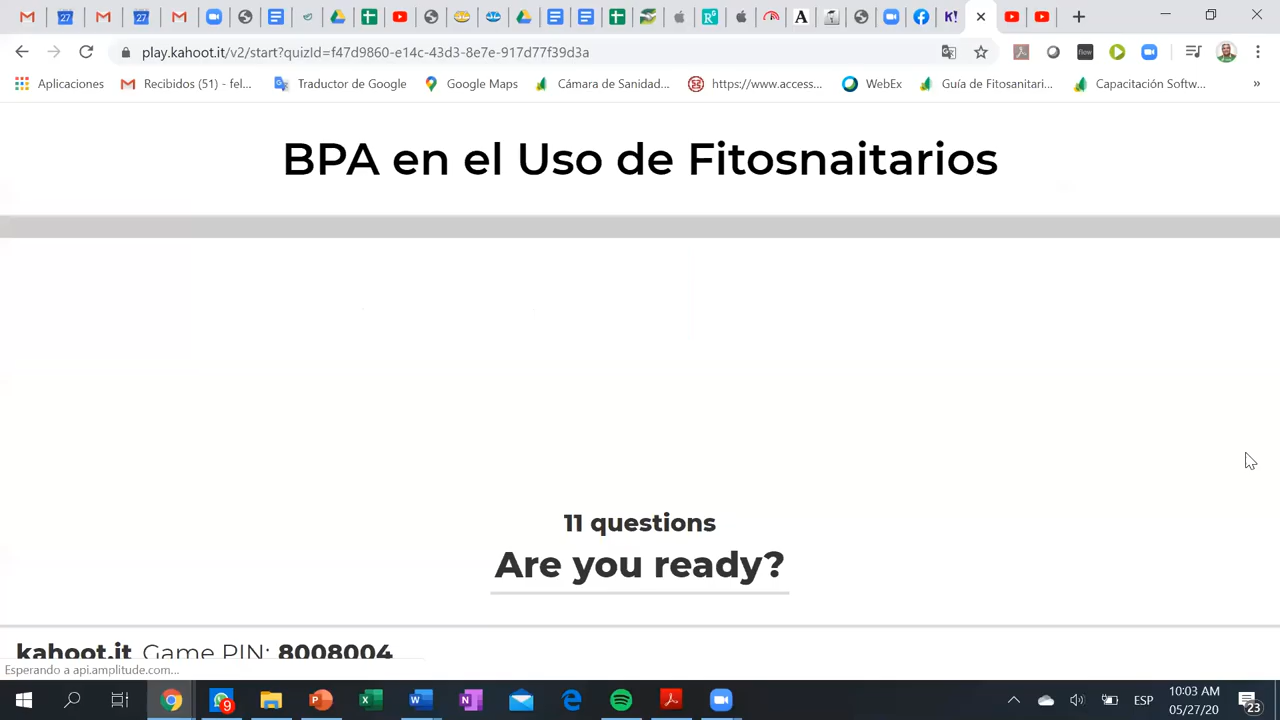 play.kahoot.it/v2/start?quizId=f47d9860-e14c-43d3-8e7e-917d77f39d3a
Aplicaciones Recibidos (51) - fel... Traductor de Google Google Maps Cámara de Sanidad... https://www.access... WebEx Guía de Fitosanitari... Capacitación Softw... »
BPA en el Uso de Fitosnaitarios
11 questions
Are you ready?
kahoot.it Game PIN: 8008004
Esperando a api.amplitude.com...
ESP
10:03 AM
05/27/20
9
23